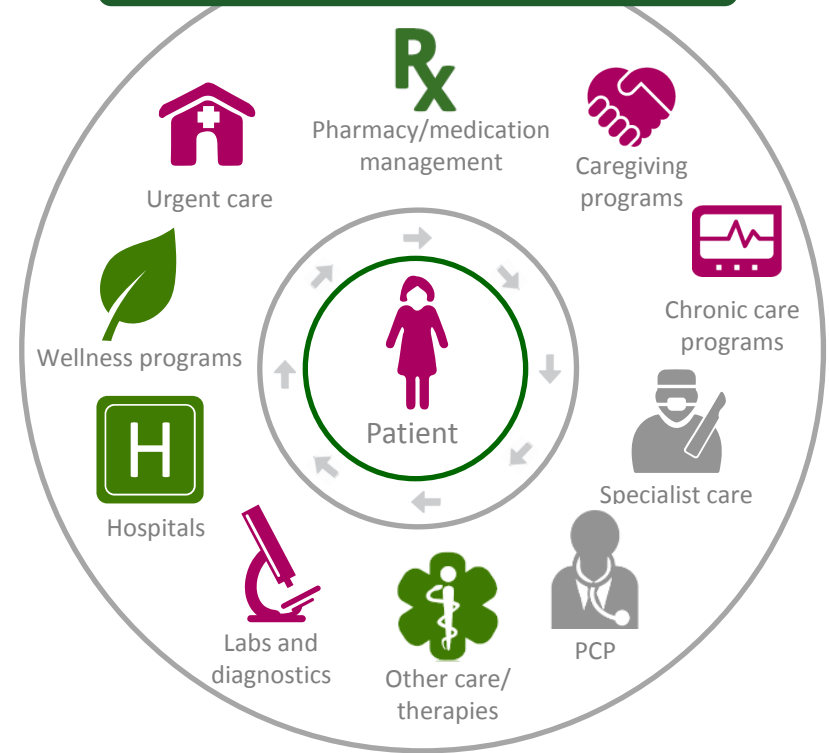 Rx
Pharmacy/medication
management
Caregiving
programs
Chronic care
programs
Specialist care
PCP
Other care/
therapies
Labs and
diagnostics
H
Hospitals
Wellness programs
Urgent care
Patient